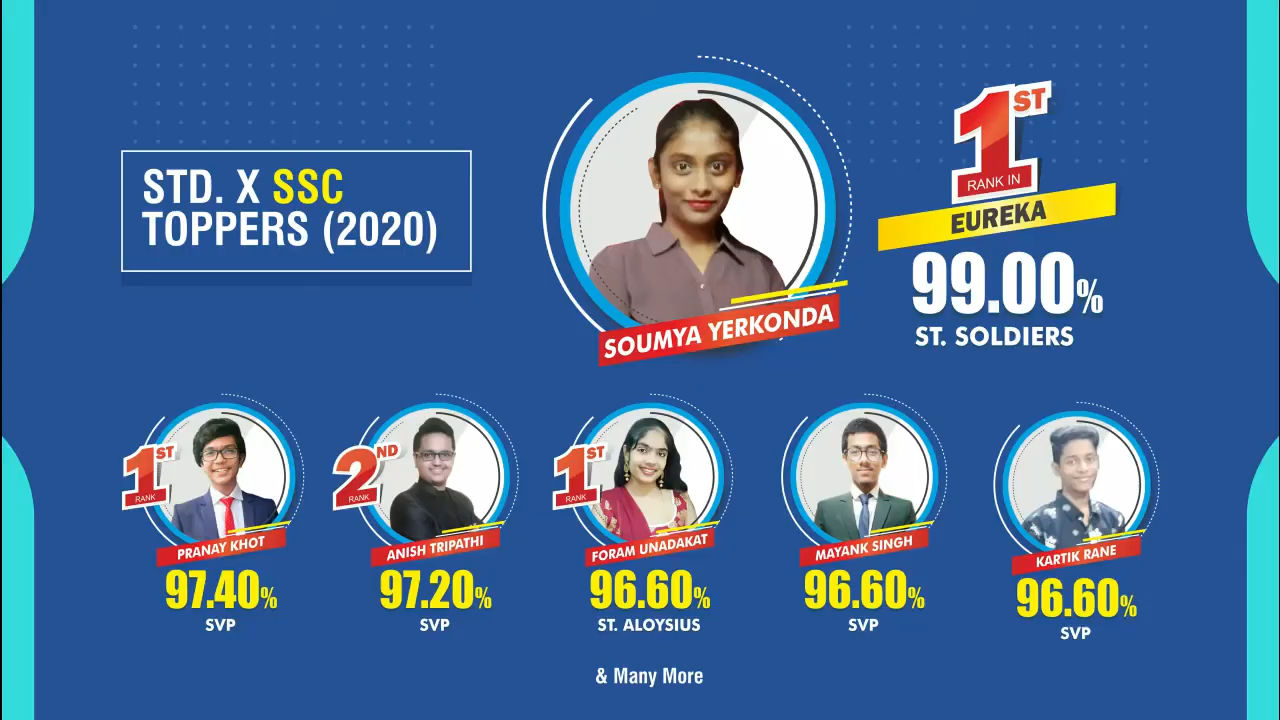 STD. X SSC
TOPPERS (2020)
1ST
RANK IN
EUREKA
99.00%
ST. SOLDIERS
SOUMYA YERKONDA
1ST
RANK
PRANAY KHOT
97.40%
SVP
2ND
RANK
ANISH TRIPATHI
97.20%
SVP
1ST
RANK
FORAM UNADAKAT
96.60%
ST. ALOYSIUS
MAYANK SINGH
96.60%
SVP
KARTIK RANE
96.60%
SVP
& Many More